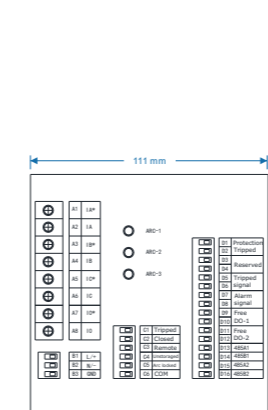 111 mm
A1 IA*
A2 IA
A3 IB*
A4 IB
A5 IC*
A6 IC
A7 IO*
A8 IO
ARC-1
ARC-2
ARC-3
B1 L/+
B2 N/-
B3 GND
C1 Tripped
C2 Closed
C3 Remote
C4 Unstoraged
C5 Arc locked
C6 COM
D1 Protection
D2 Tripped
D3 Reserved
D4
D5 Tripped
D6 signal
D7 Alarm
D8 signal
D9 Free
D10 DO-1
D11 Free
D12 DO-2
D13 485A1
D14 485B1
D15 485A2
D16 485B2